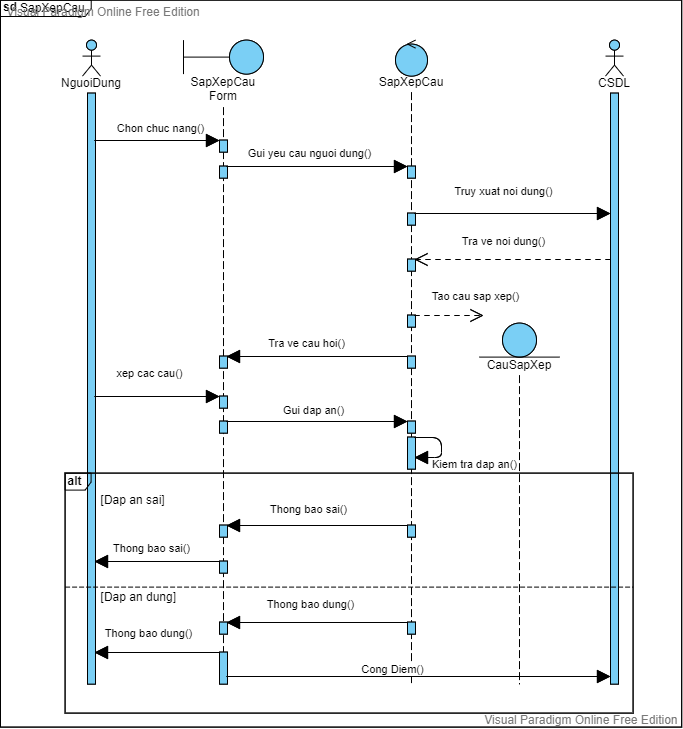 sd SapXepCau
Visual Paradigm Online Free Edition
NguoiDung
SapXepCau
Form
SapXepCau
CSDL
Chon chuc nang()
Gui yeu cau nguoi dung()
Truy xuat noi dung()
Tra ve noi dung()
Tao cau sap xep()
Tra ve cau hoi()
CauSapXep
xep cac cau()
Gui dap an()
Kiem tra dap an()
alt
[Dap an sai]
Thong bao sai()
Thong bao sai()
[Dap an dung]
Thong bao dung()
Thong bao dung()
Cong Diem()
Visual Paradigm Online Free Edition